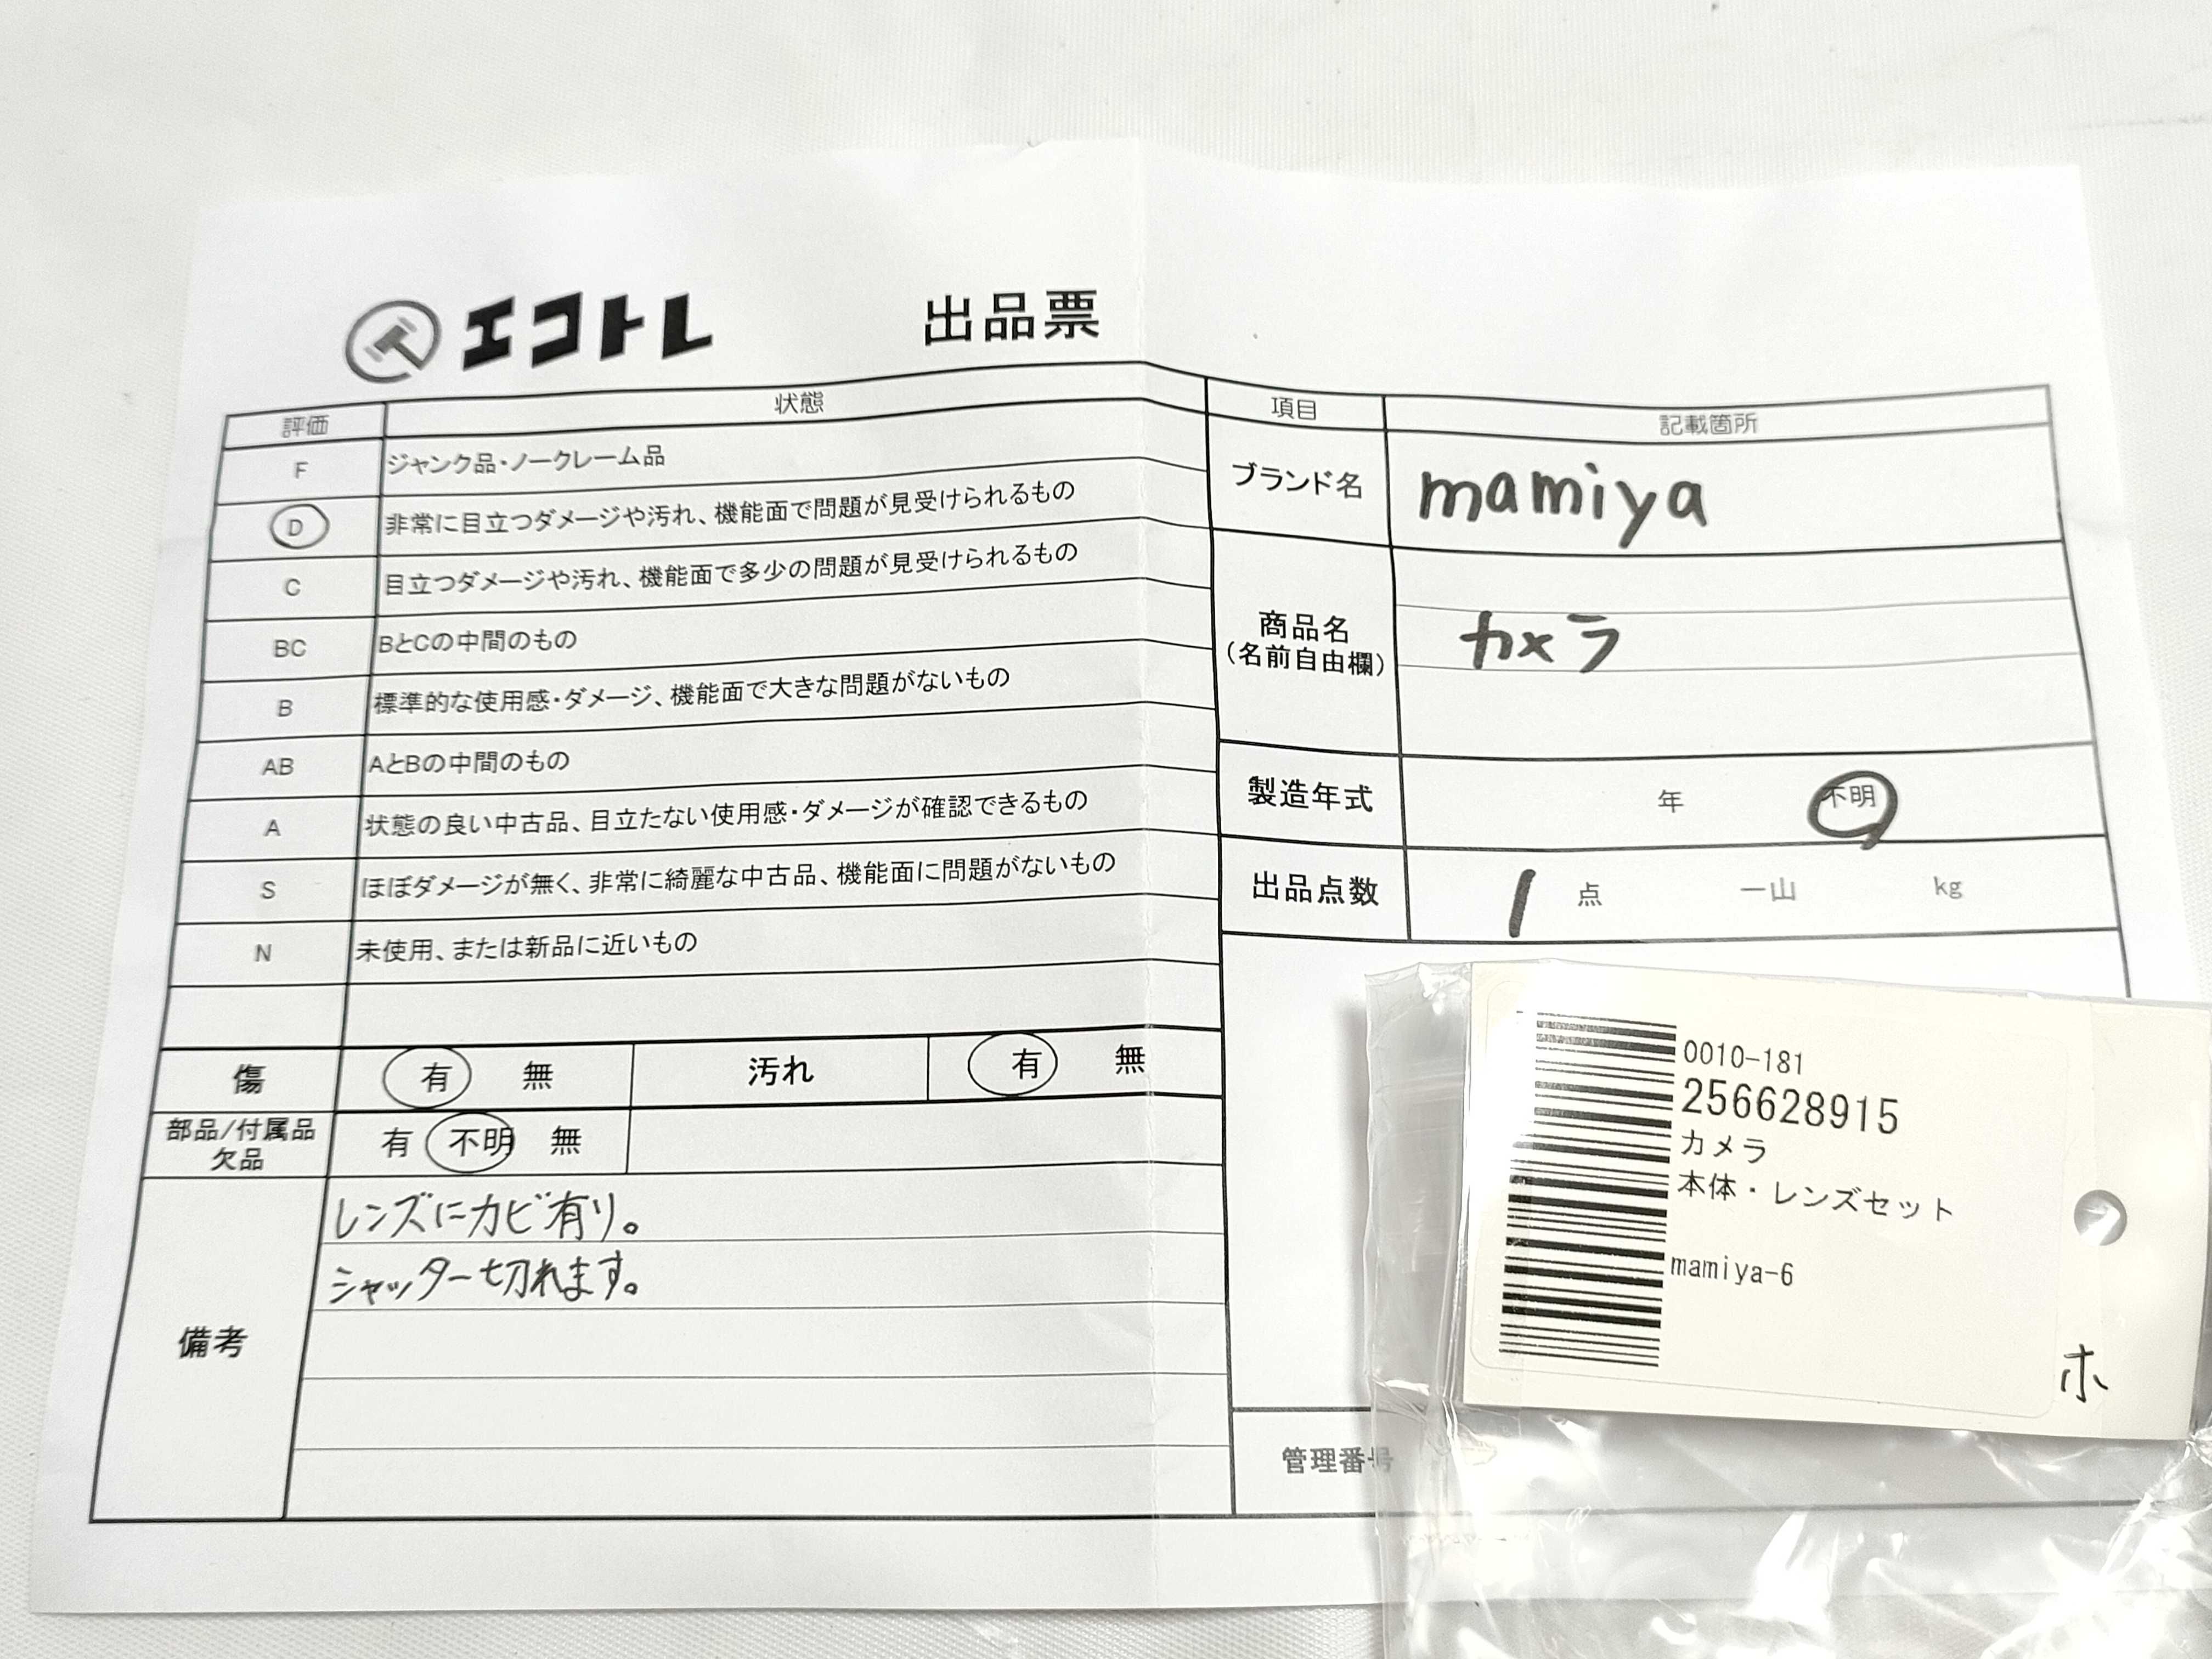 エコトレ 出品票
評価 状態
F ジャンク品・ノークレーム品
D 非常に目立つダメージや汚れ、機能面で問題が見受けられるもの
C 目立つダメージや汚れ、機能面で多少の問題が見受けられるもの
BC BとCの中間のもの
B 標準的な使用感・ダメージ、機能面で大きな問題がないもの
AB AとBの中間のもの
A 状態の良い中古品、目立たない使用感・ダメージが確認できるもの
S ほぼダメージが無く、非常に綺麗な中古品、機能面に問題がないもの
N 未使用、または新品に近いもの
傷 有 無 汚れ 有 無
部品/付属品
欠品
有 不明 無
備考
レンズにカビ有り。
シャッター切れます。
項目 記載箇所
ブランド名 mamiya
商品名
(名前自由欄)
カメラ
製造年式 年 不明
出品点数 1 点 一山 kg
管理番号
0010-181
256628915
カメラ
本体・レンズセット
mamiya-6
ホ